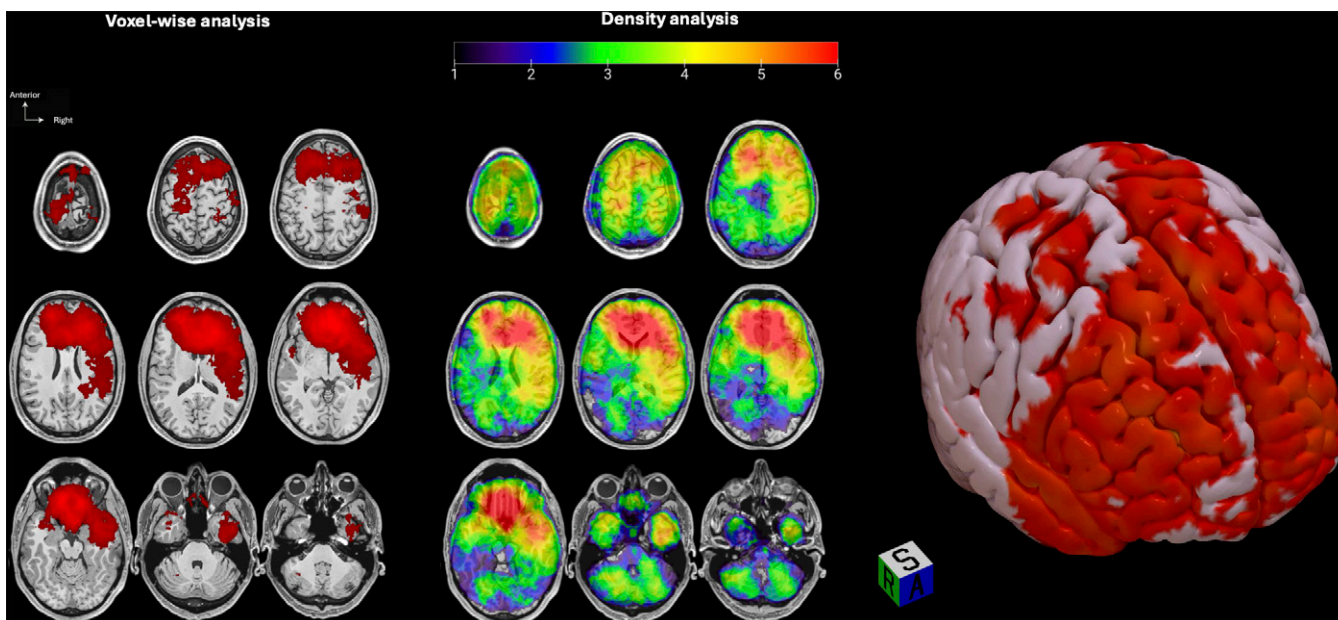 Voxel-wise analysis
Density analysis
1 2 3 4 5 6
Anterior
Right
S
R A